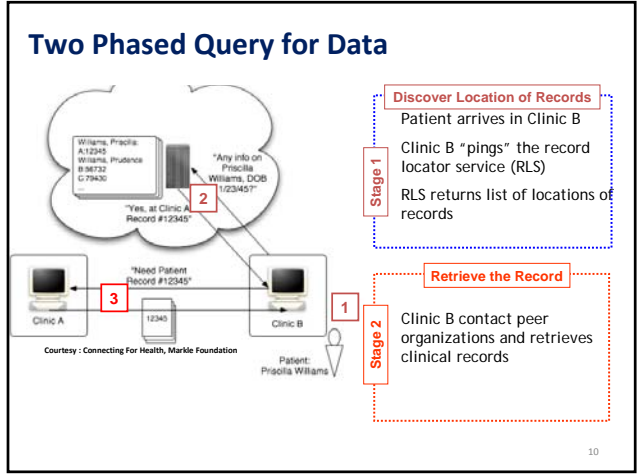 Two Phased Query for Data
Williams, Priscilla:
A:12345
Williams, Prudence
B:56732
C:79430
...
"Any info on
Priscilla
Williams, DOB
1/23/45?"
2
"Yes, at Clinic A
Record #12345"
"Need Patient
Record #12345"
3
12345
Clinic A
Clinic B
1
Courtesy : Connecting For Health, Markle Foundation
Patient:
Priscilla Williams
Discover Location of Records
Stage 1
Patient arrives in Clinic B
Clinic B "pings" the record
locator service (RLS)
RLS returns list of locations of
records
Retrieve the Record
Stage 2
Clinic B contact peer
organizations and retrieves
clinical records
10